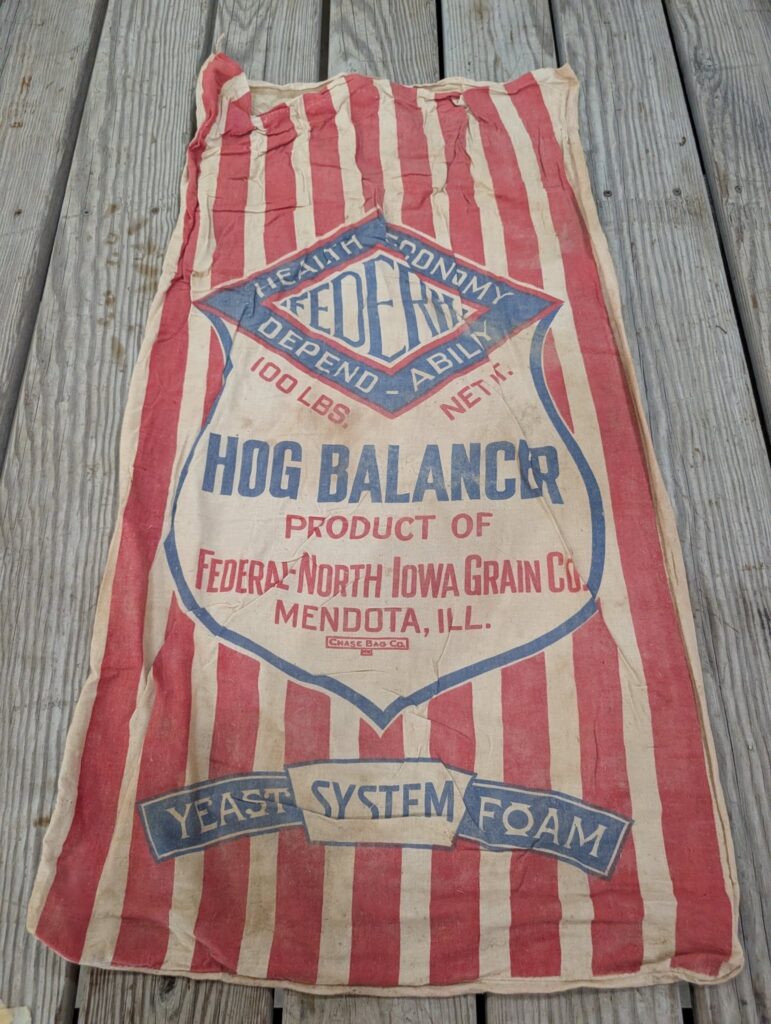 HEALTH ECONOMY
FEDERAL
DEPEND-ABILITY
100 LBS. NET WT.
HOG BALANCER
PRODUCT OF
FEDERAL-NORTH IOWA GRAIN CO.
MENDOTA, ILL.
CHASE BAG CO.
YEAST SYSTEM FOAM